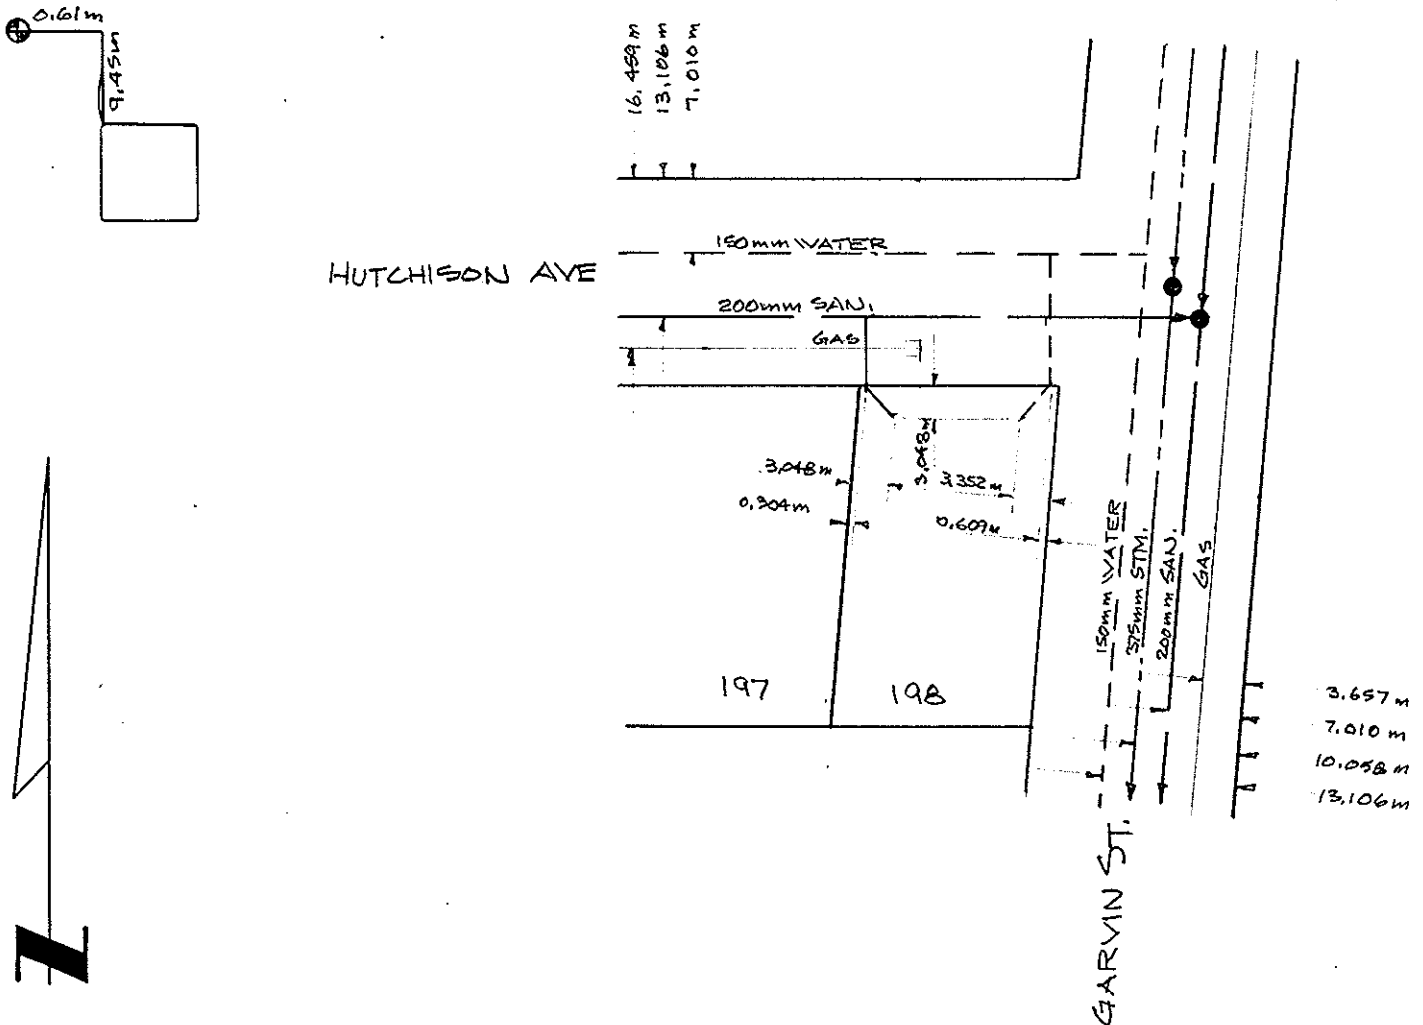 0.61m
9.45m
16.459m
13.106m
7.010m
150mm WATER
HUTCHISON AVE
200mm SAN.
GAS
3.048m
3.048m
3.352m
0.304m
0.609m
150mm WATER
375mm STM.
200mm SAN.
GAS
197
198
3.657m
7.010m
10.058m
13.106m
GARVIN ST.
N